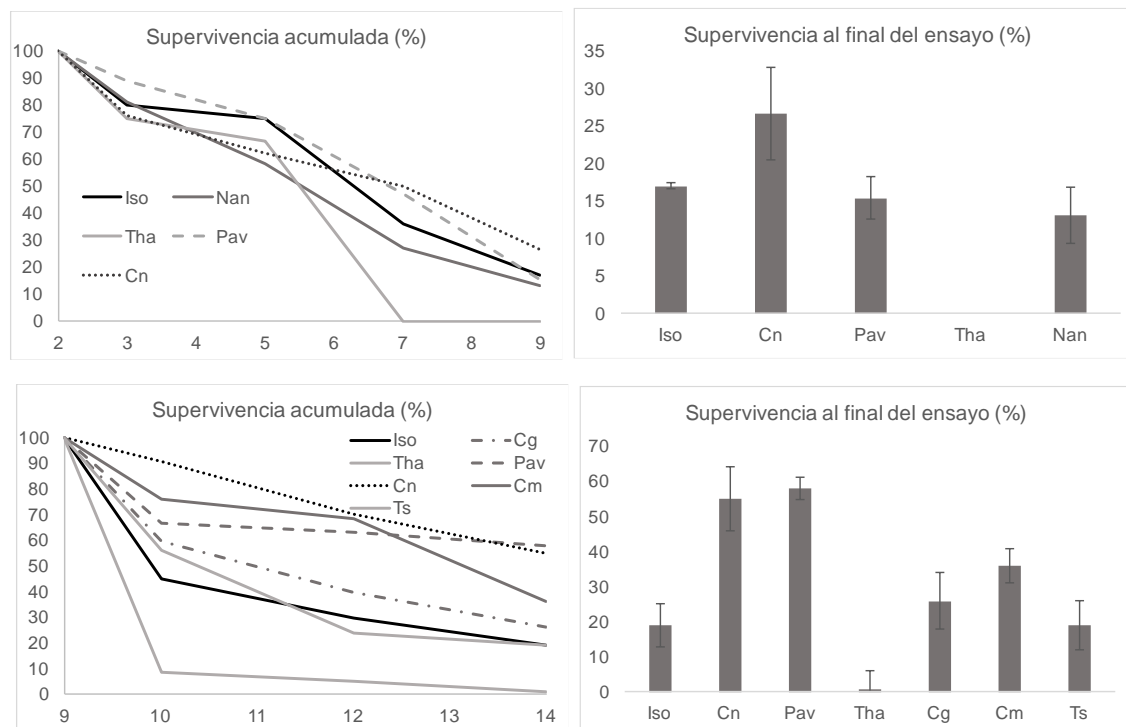 Supervivencia acumulada (%)
100
90
80
70
60
50
40
30
20
10
0
Iso Nan
Tha Pav
Cn
2 3 4 5 6 7 8 9
Supervivencia al final del ensayo (%)
35
30
25
20
15
10
5
0
Iso Cn Pav Tha Nan
Supervivencia acumulada (%)
100
90
80
70
60
50
40
30
20
10
0
Iso Cg
Tha Pav
Cn Cm
Ts
9 10 11 12 13 14
Supervivencia al final del ensayo (%)
70
60
50
40
30
20
10
0
Iso Cn Pav Tha Cg Cm Ts